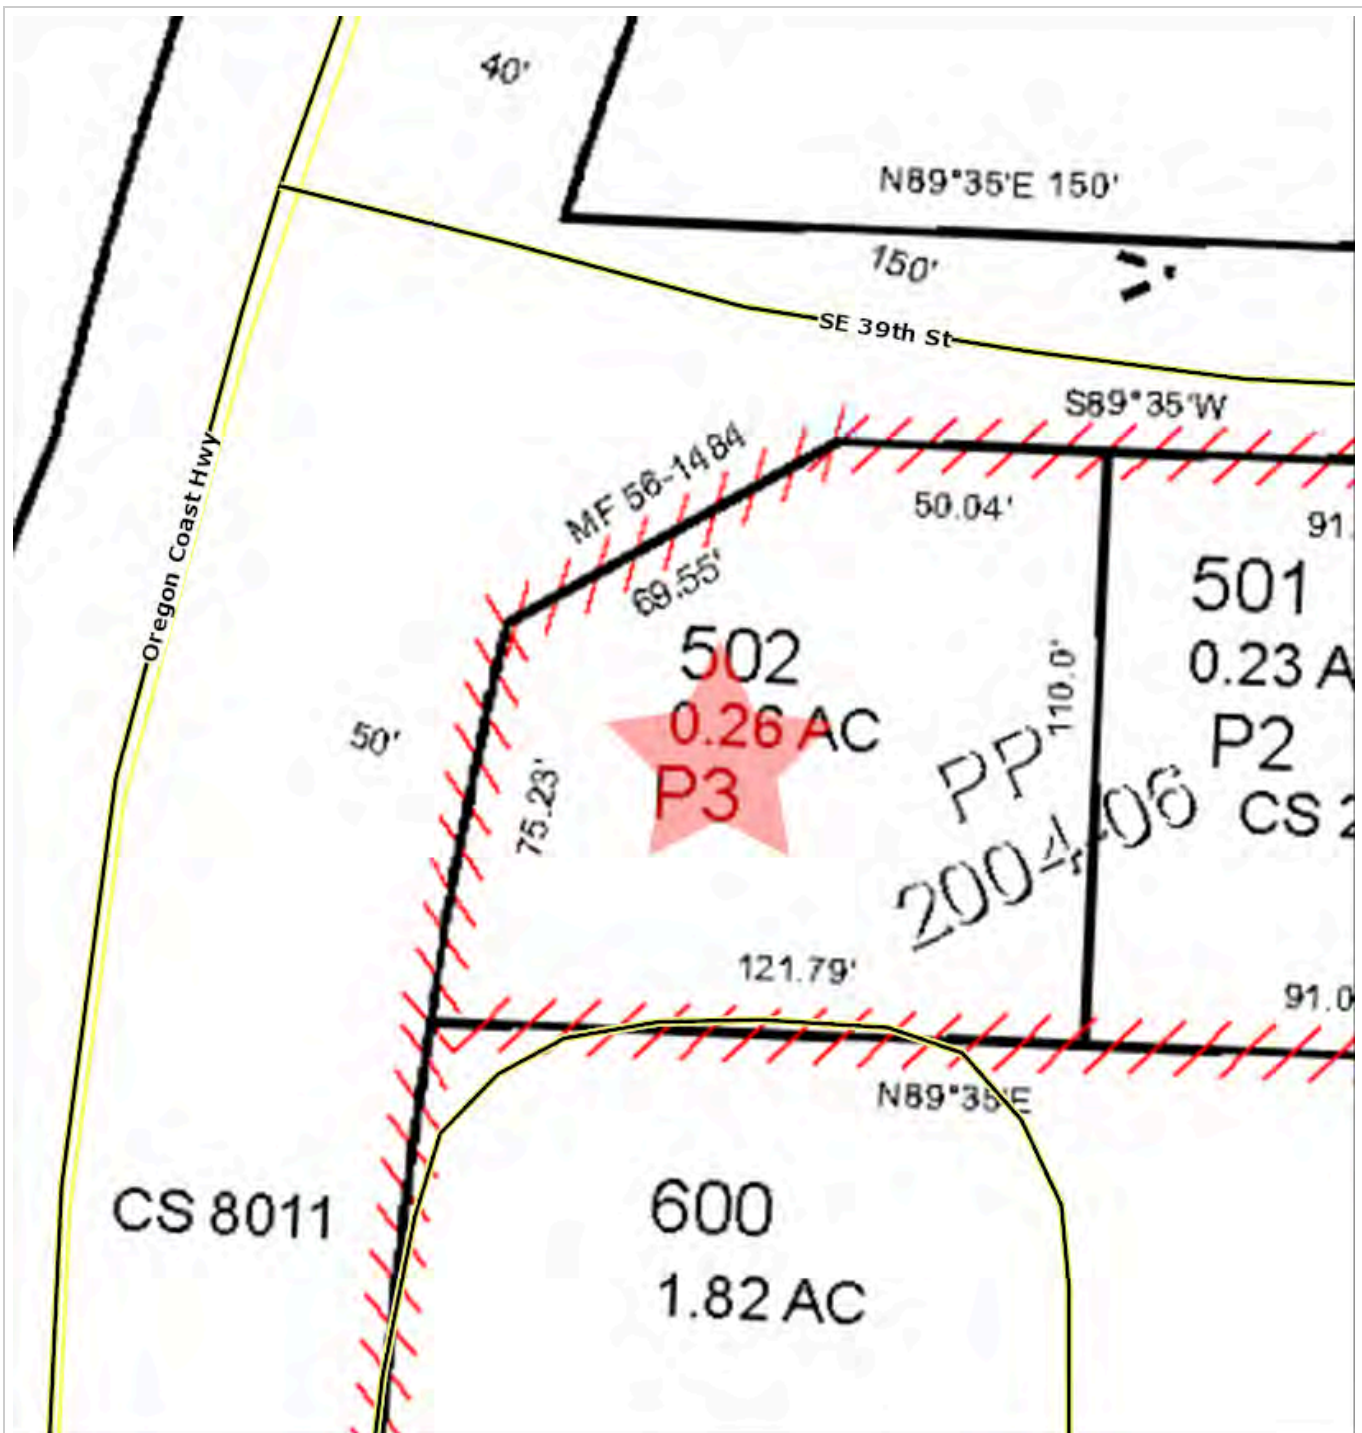 40'
N89°35'E 150'
150'
SE 39th St
S89°35'W
MF 56-1484
50.04'
91.
69.55'
501
502
0.23 A
0.26 AC
110.0'
P2
P3
PP
CS 2
2004-06
50'
75.23'
Oregon Coast Hwy
121.79'
91.0
N89°35'E
CS 8011
600
1.82 AC